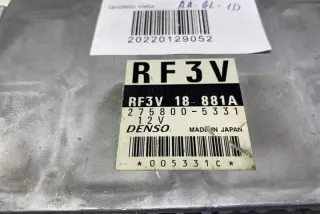 AA-GL-1D
20220129052
RF3V
RF3V 18 881A
275800-5331
12V
DENSO MADE IN JAPAN
*005331C*